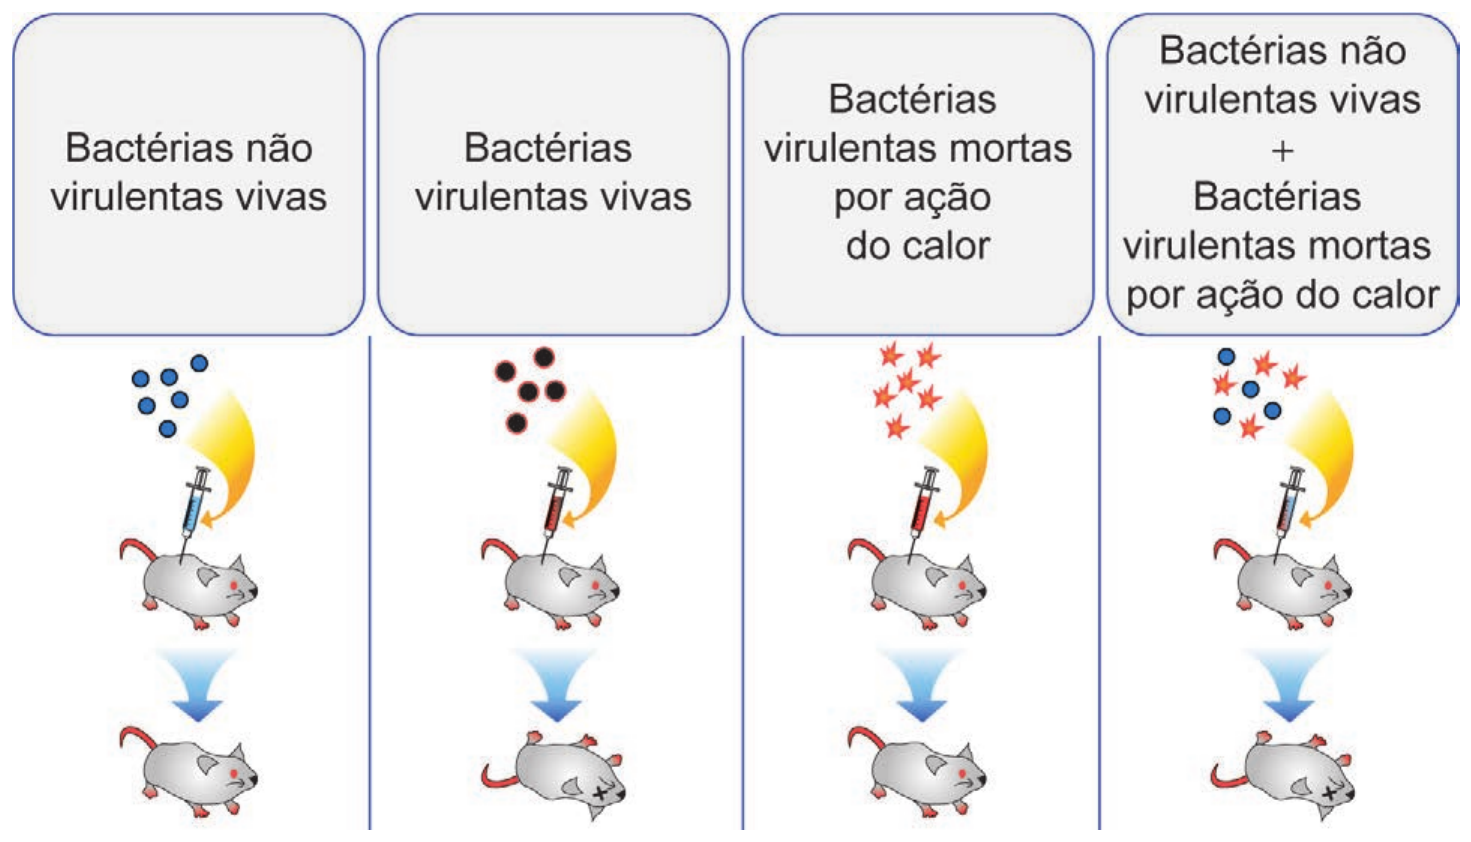 Bactérias não
virulentas vivas
Bactérias
virulentas vivas
Bactérias
virulentas mortas
por ação
do calor
Bactérias não
virulentas vivas
+
Bactérias
virulentas mortas
por ação do calor